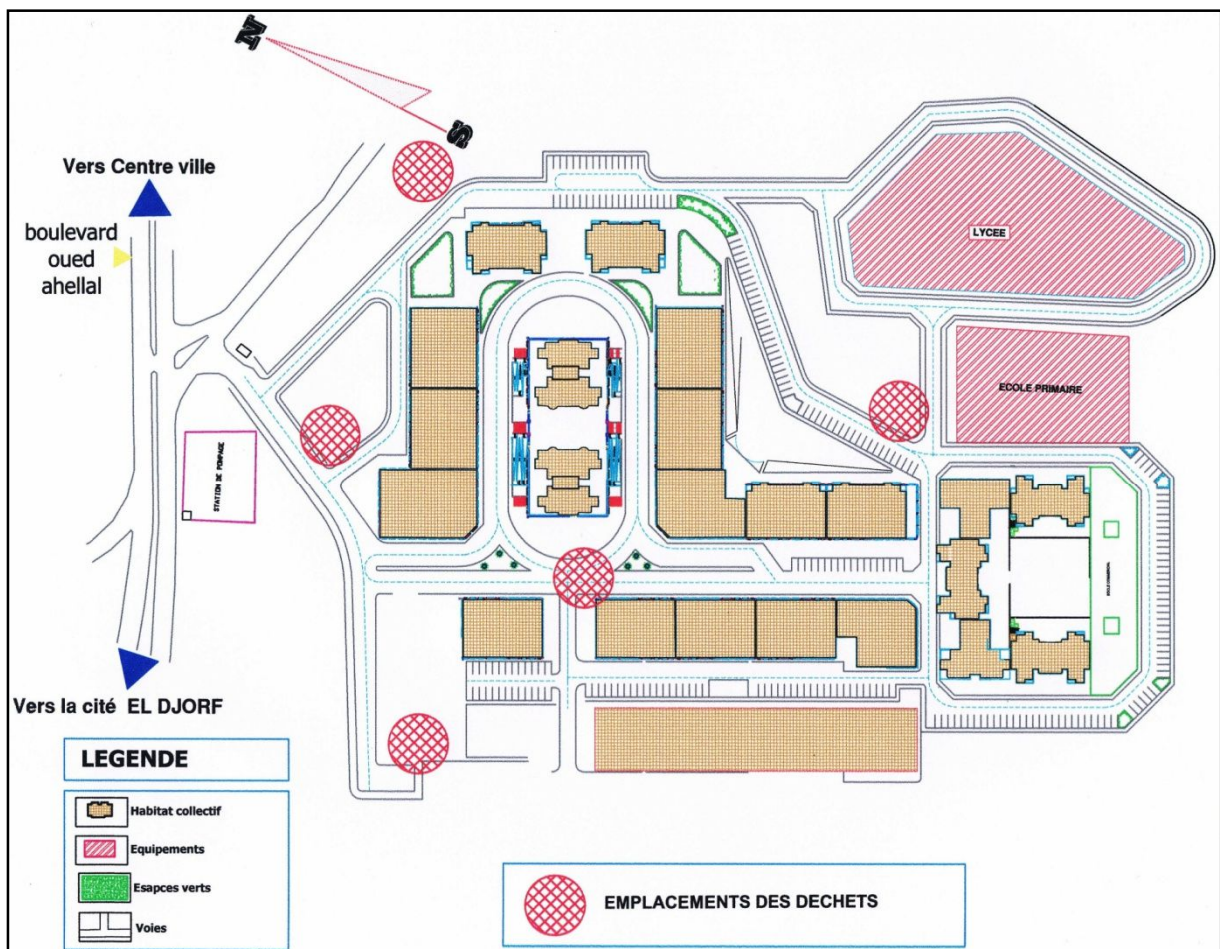 N
S
Vers Centre ville
boulevard
oued
ahellal
LYCEE
ECOLE PRIMAIRE
STATION DE POMPAGE
Vers la cité EL DJORF
LEGENDE
Habitat collectif
Equipements
Esapces verts
Voies
EMPLACEMENTS DES DECHETS